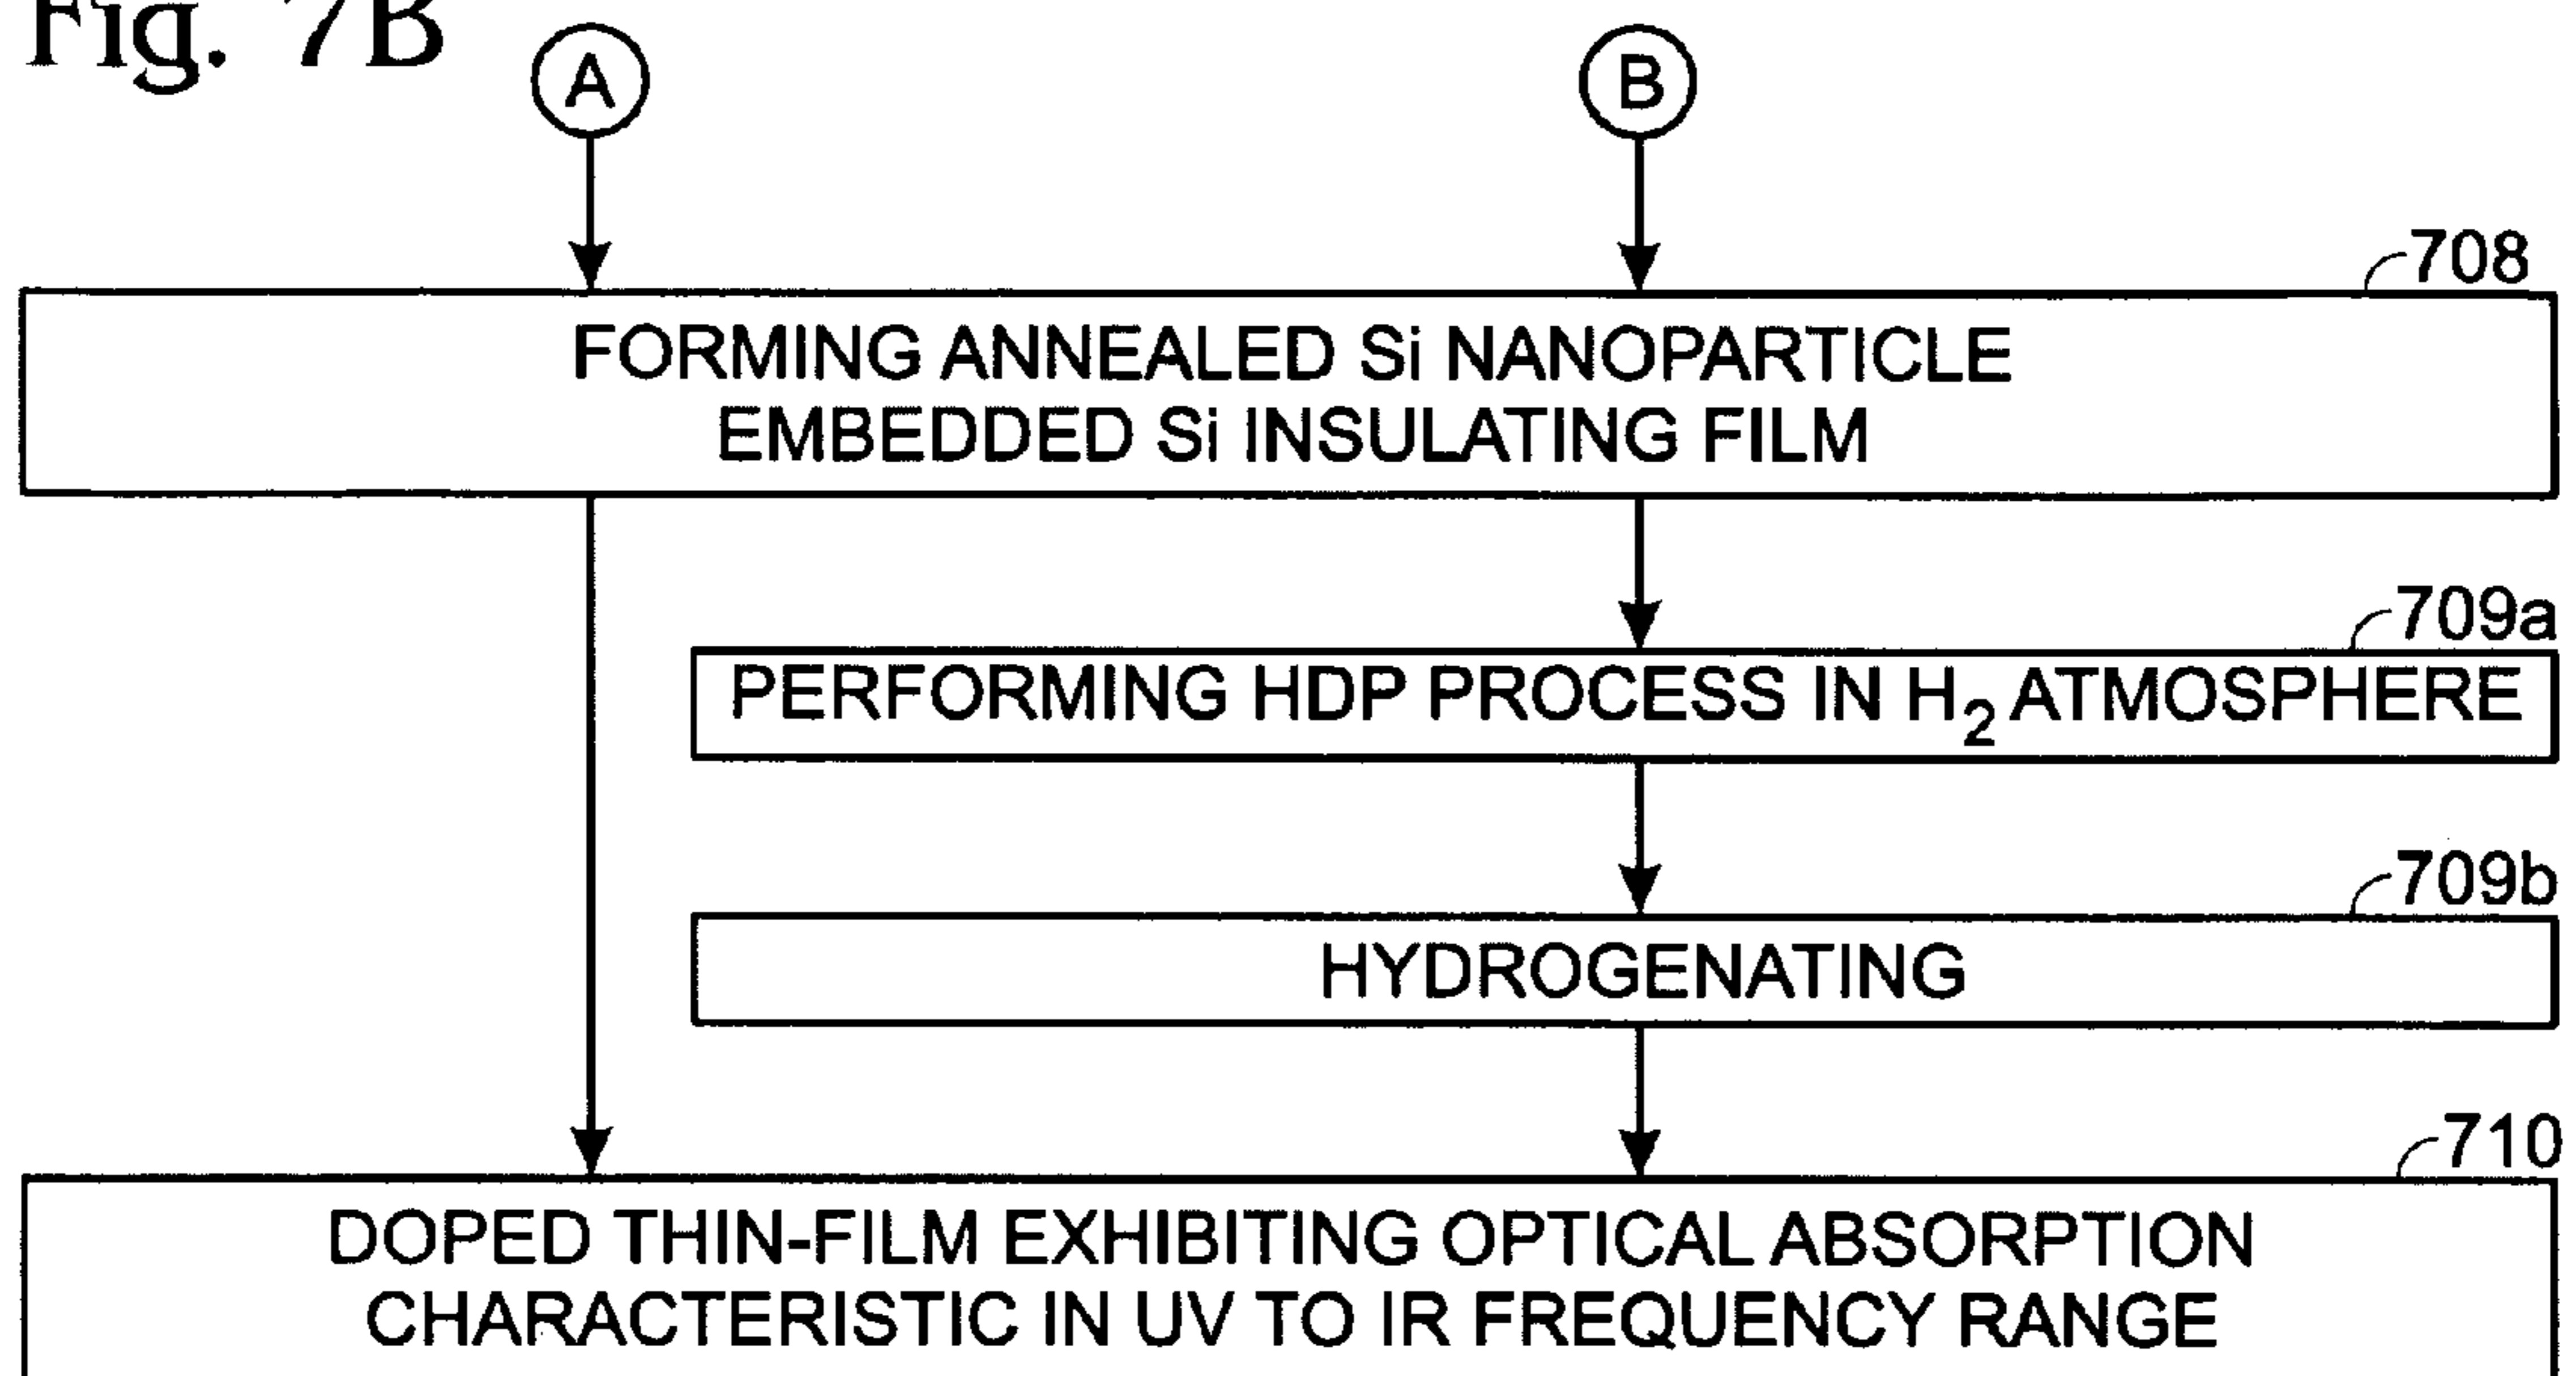 Fig. 7B
A
B
708
FORMING ANNEALED Si NANOPARTICLE
EMBEDDED Si INSULATING FILM
709a
PERFORMING HDP PROCESS IN H₂ ATMOSPHERE
709b
HYDROGENATING
710
DOPED THIN-FILM EXHIBITING OPTICAL ABSORPTION
CHARACTERISTIC IN UV TO IR FREQUENCY RANGE